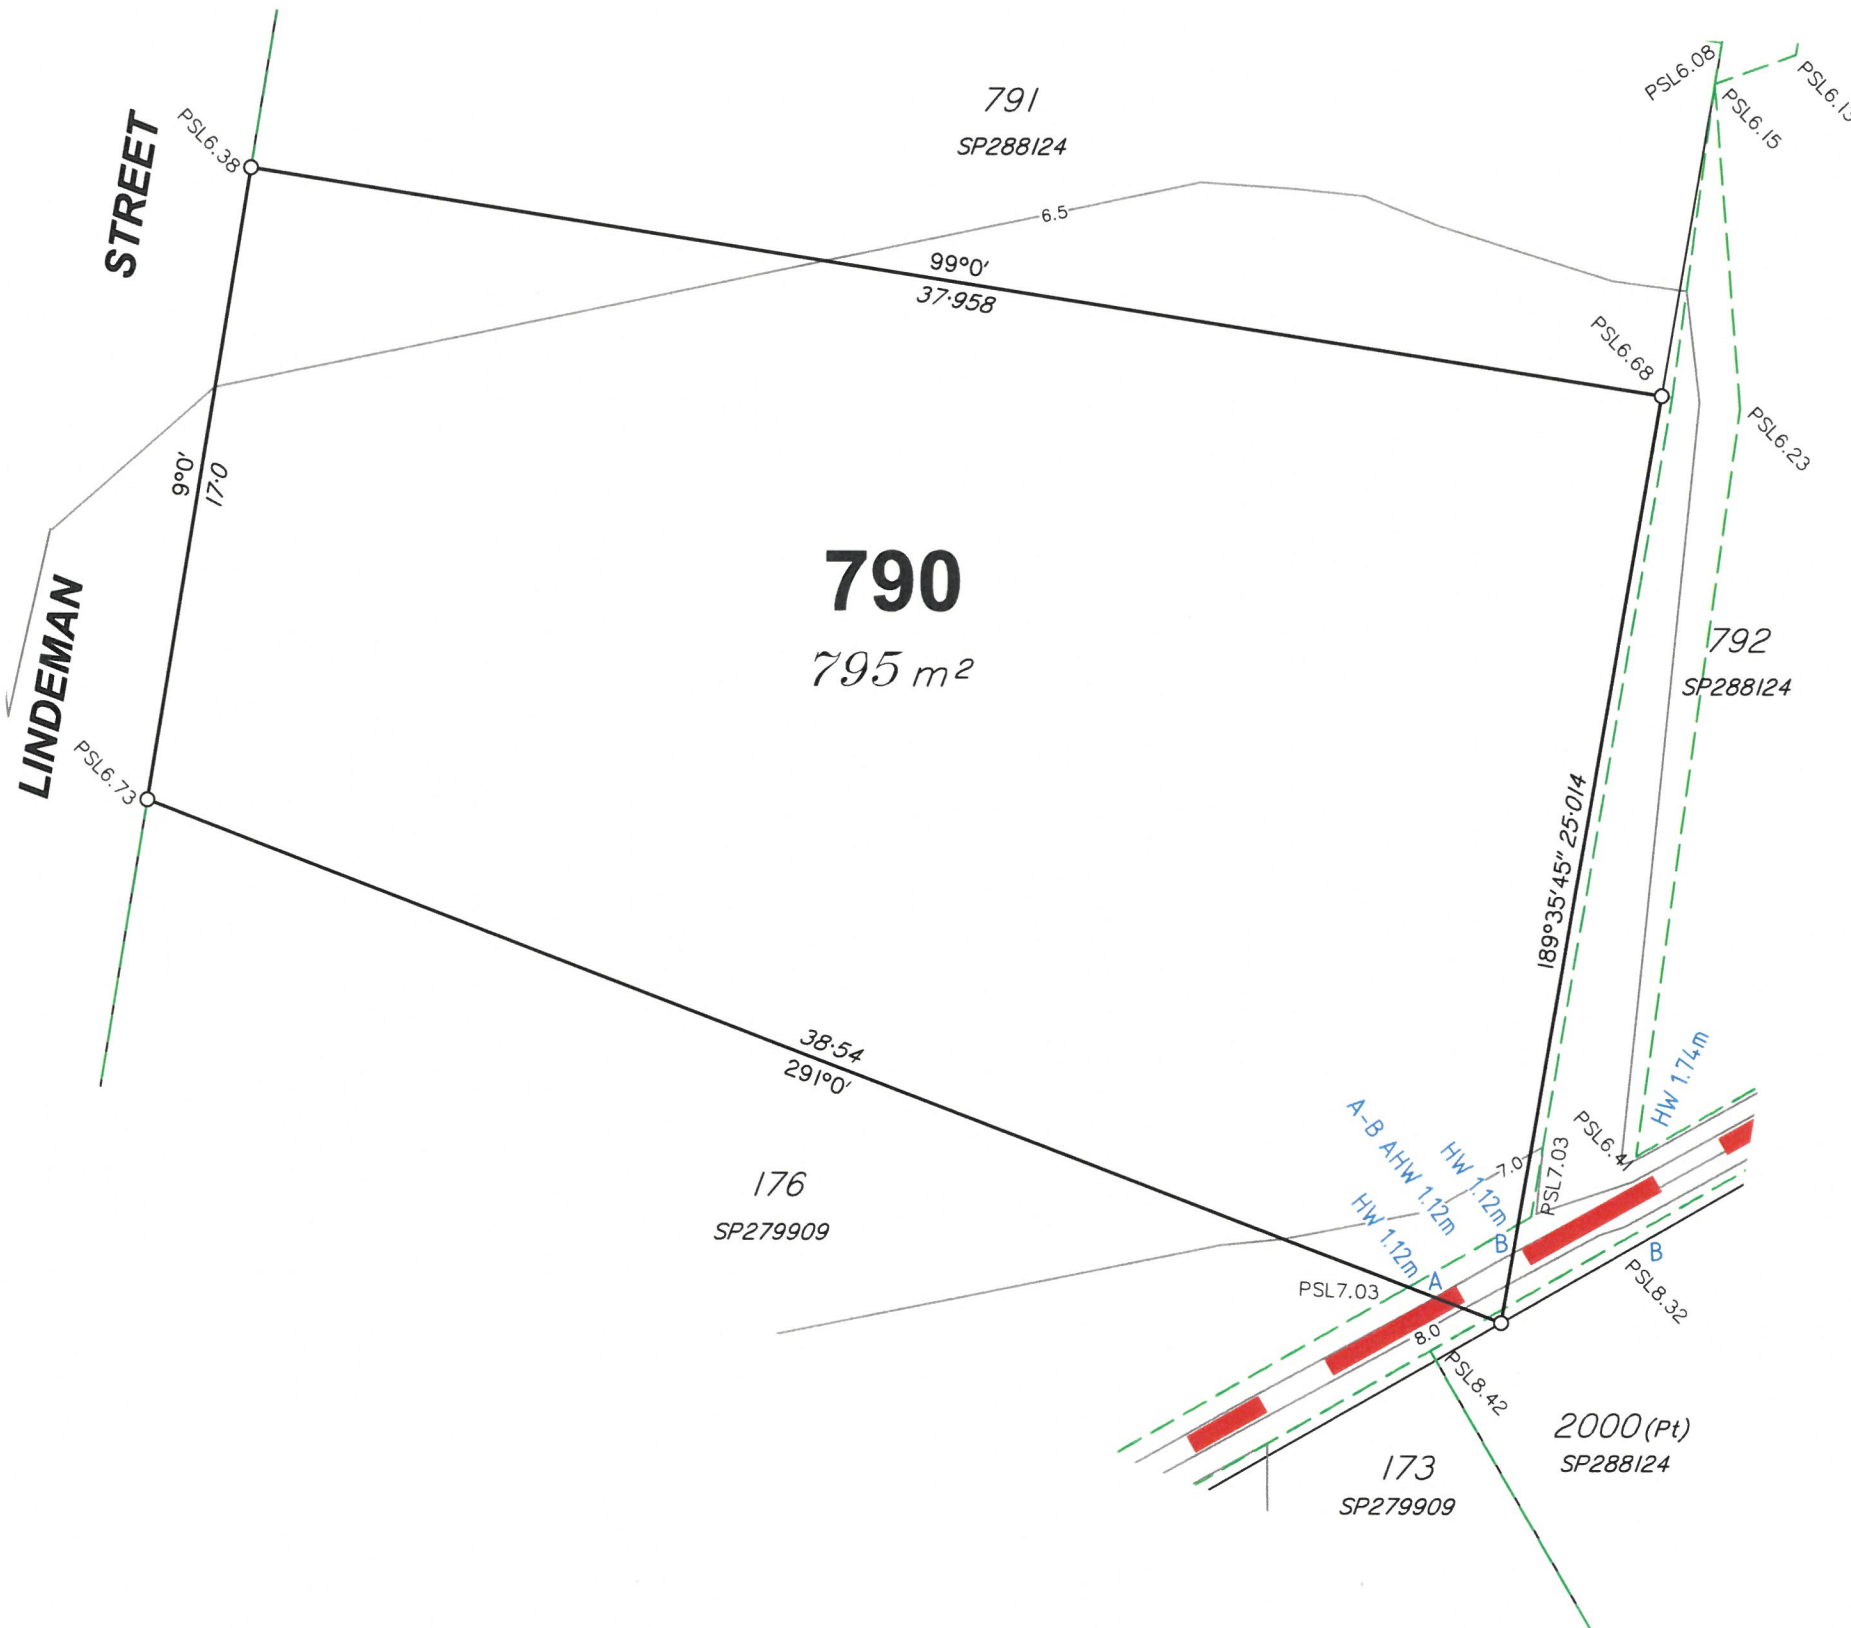 PSL6.08
PSL6.13
PSL6.15
791
SP288124
PSL6.38
STREET
6.5
99°0'
37·958
PSL6.68
PSL6.23
9°0'
17·0
790
795 m²
792
SP288124
LINDEMAN
PSL6.73
189°35'45" 25·014
38·54
291°0'
HW 1.74m
PSL6.41
A-B AHW 1.12m
HW 1.12m
7.0
PSL7.03
HW 1.12m
176
SP279909
B
B
A
PSL7.03
PSL8.32
8.0
PSL8.42
2000 (Pt)
SP288124
173
SP279909